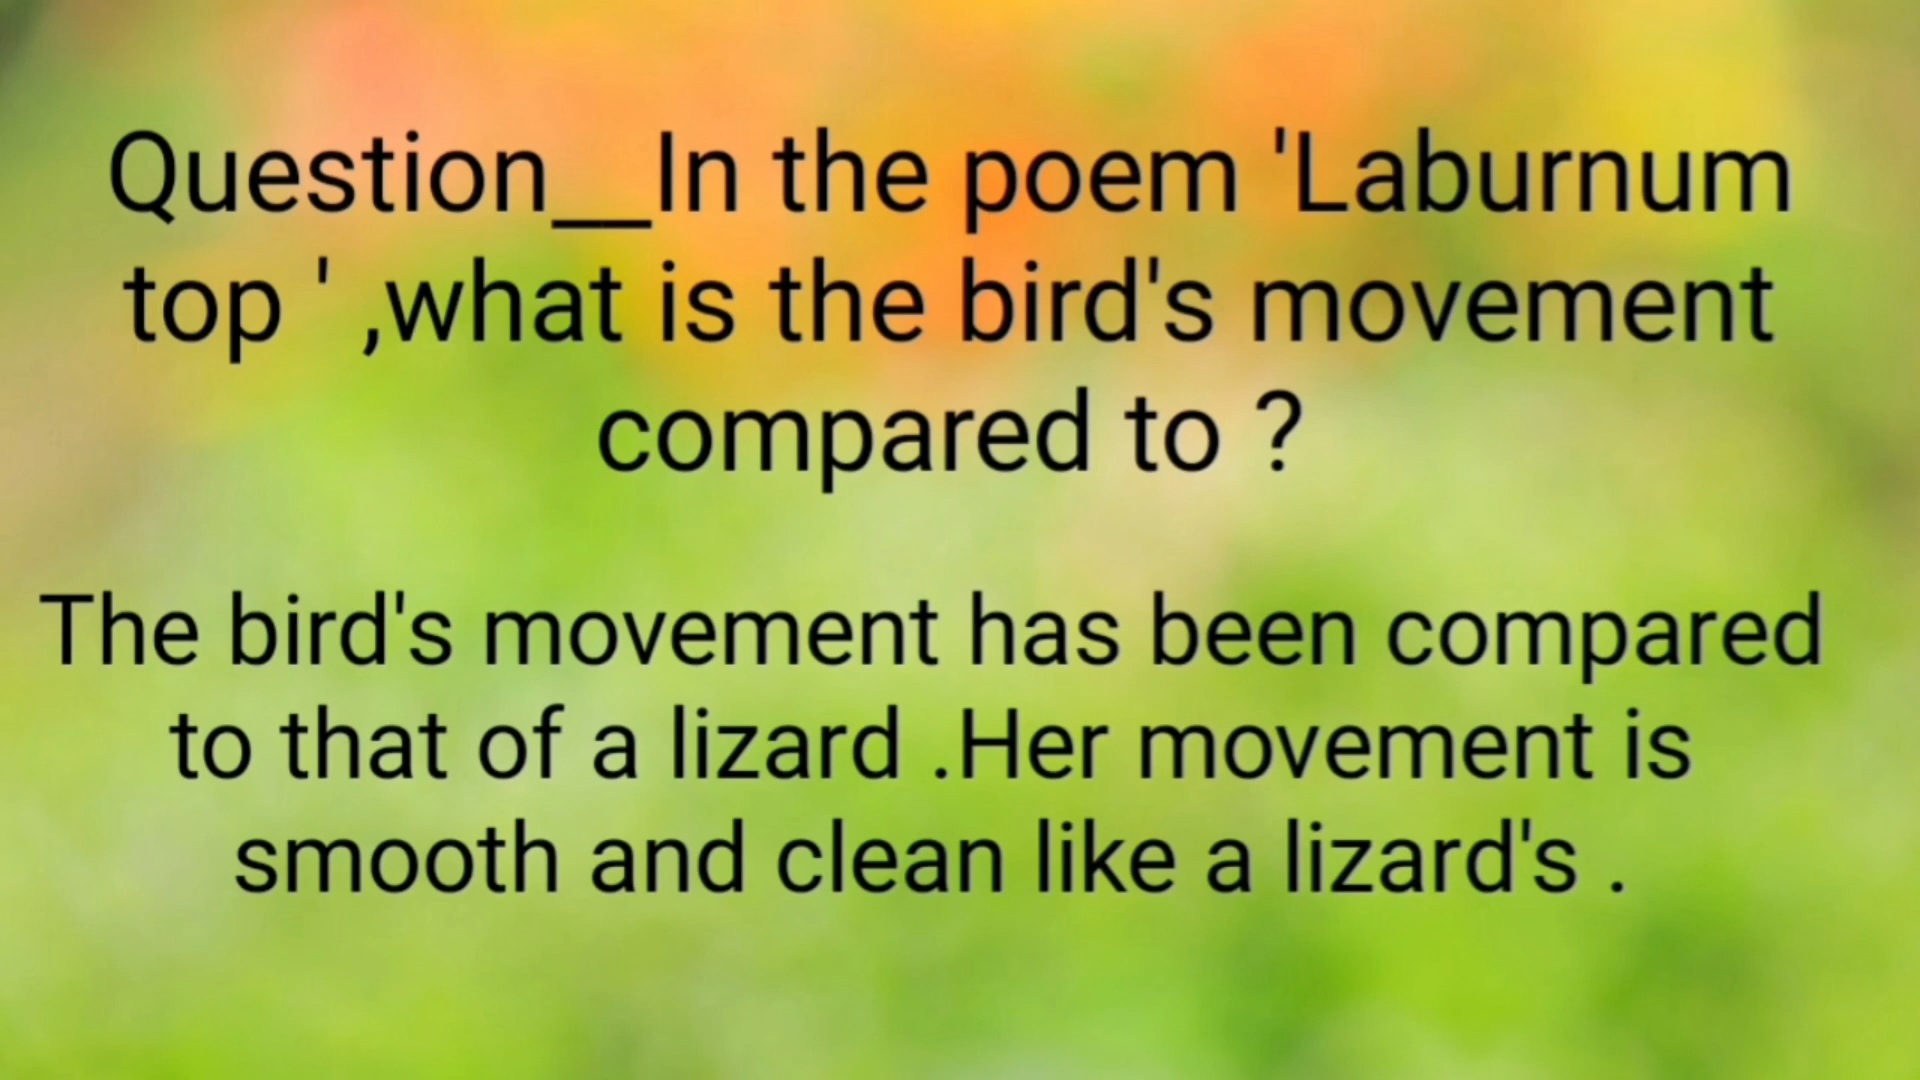 Question__In the poem 'Laburnum
top ' ,what is the bird's movement
compared to ?
The bird's movement has been compared
to that of a lizard .Her movement is
smooth and clean like a lizard's .